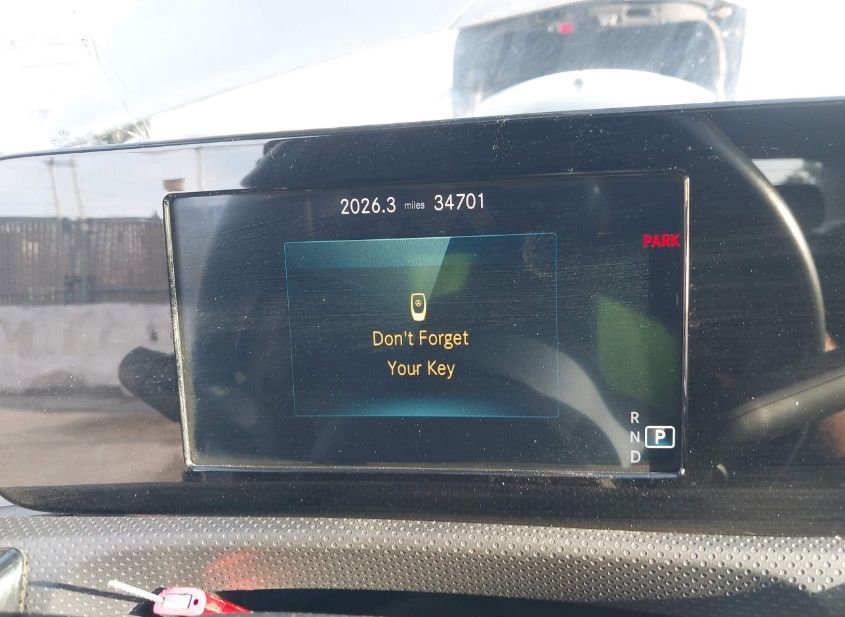 2026.3 miles 34701
PARK
Don't Forget
Your Key
R
N P
D